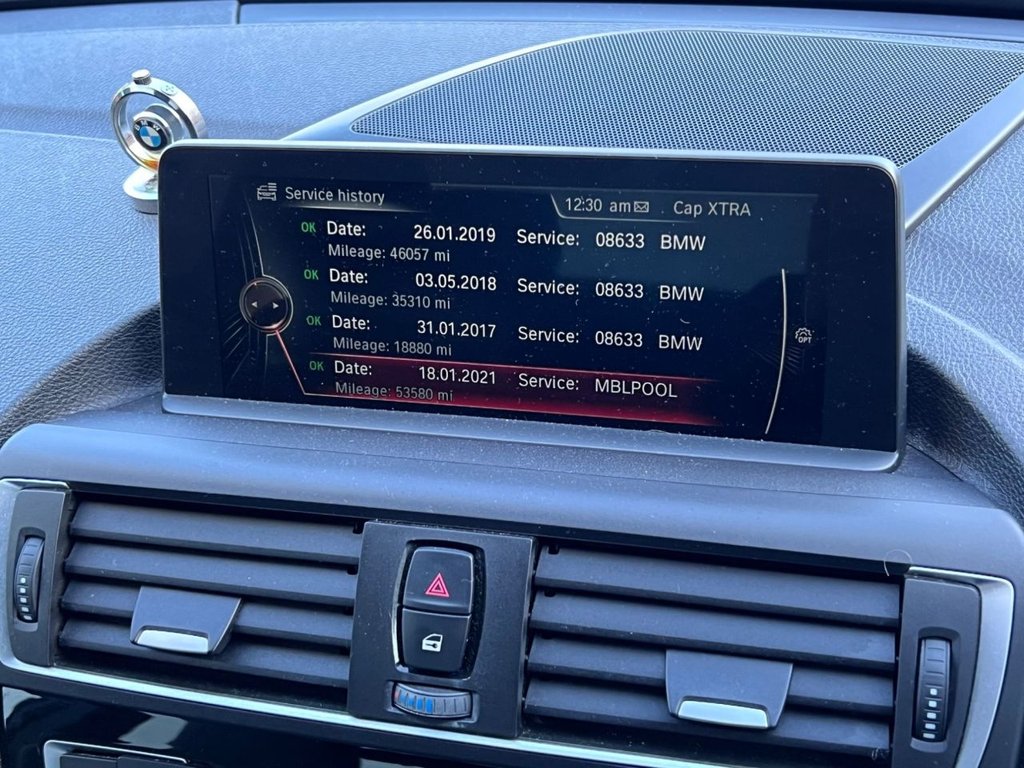 Service history
12:30 am Cap XTRA
OK Date: 26.01.2019 Service: 08633 BMW
Mileage: 46057 mi
OK Date: 03.05.2018 Service: 08633 BMW
Mileage: 35310 mi
OK Date: 31.01.2017 Service: 08633 BMW
Mileage: 18880 mi
OK Date: 18.01.2021 Service: MBLPOOL
Mileage: 53580 mi
OPT